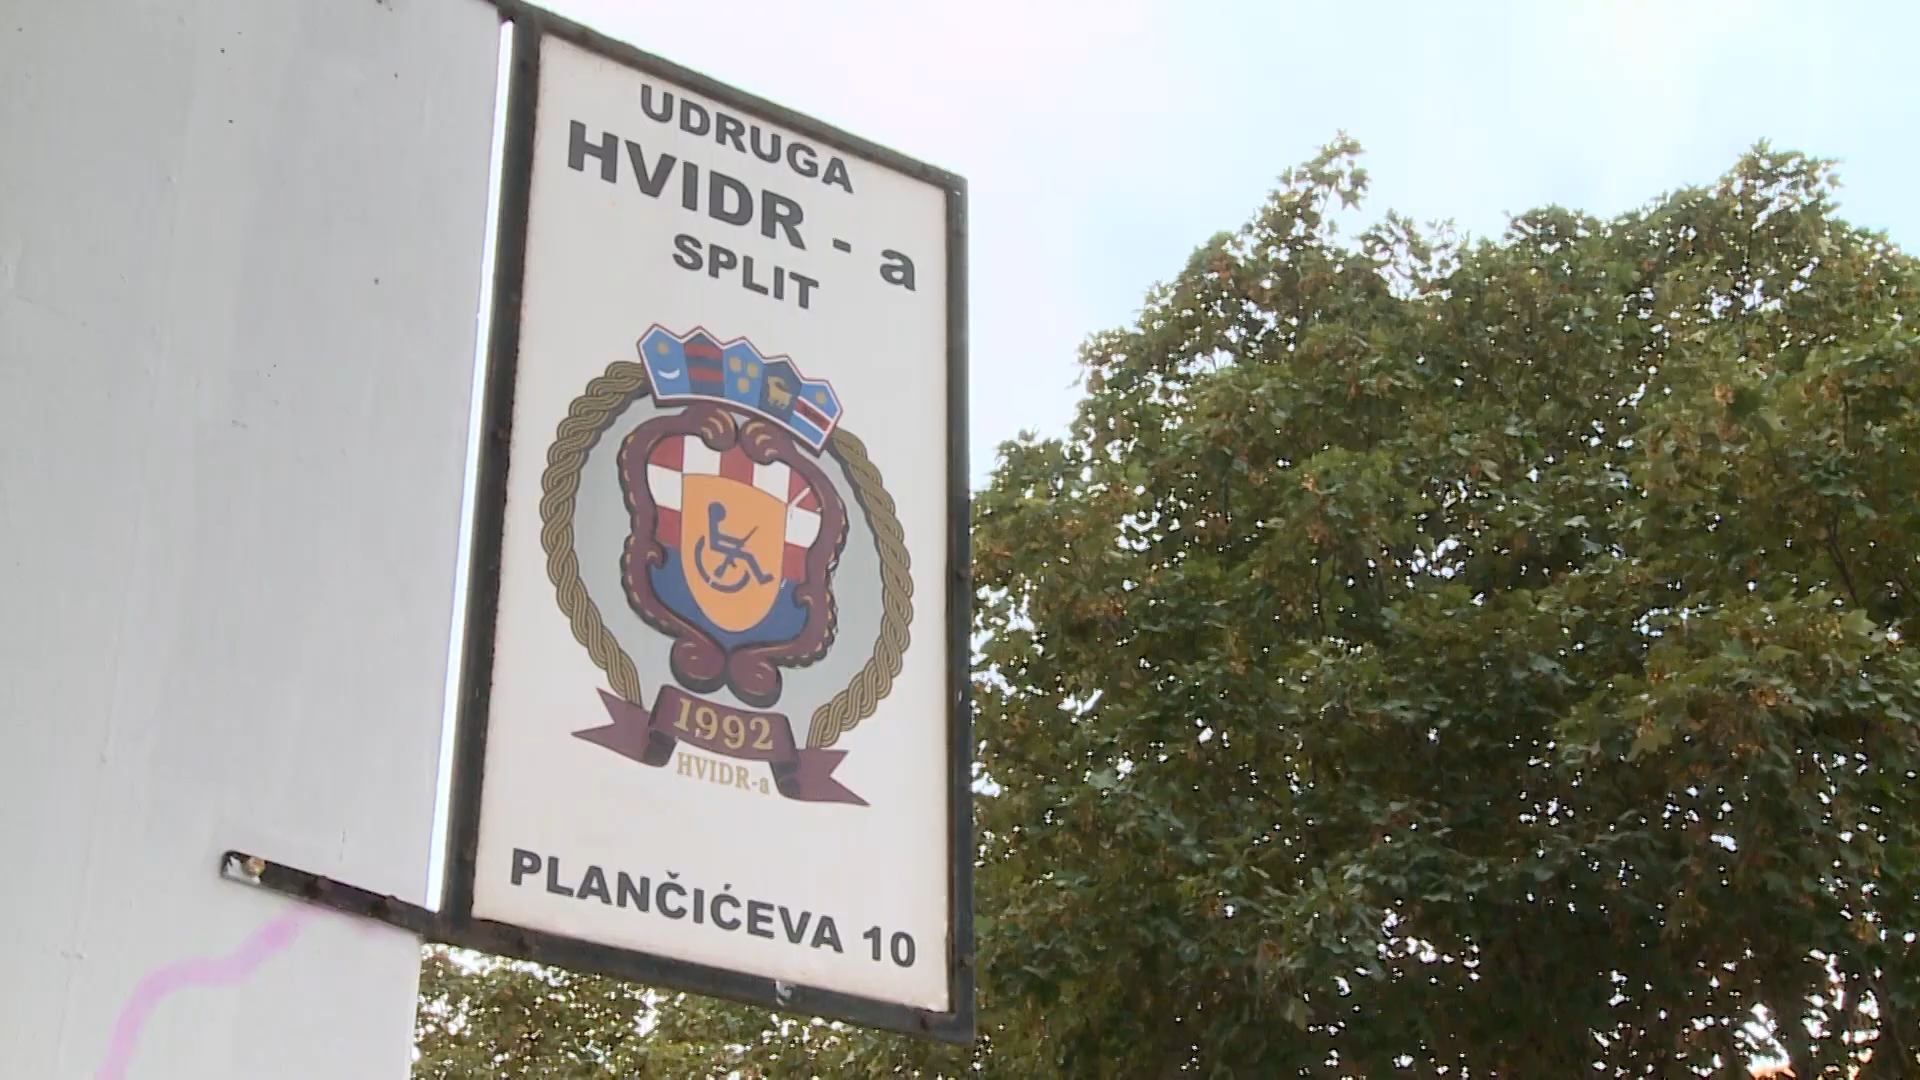 UDRUGA
HVIDR - a
SPLIT
1992
HVIDR-a
PLANČIĆEVA 10